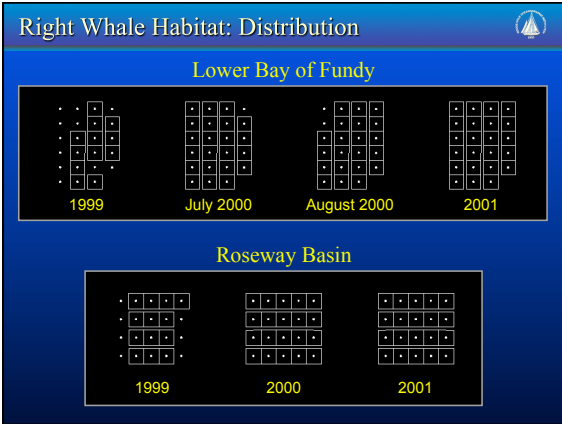 Right Whale Habitat: Distribution
Lower Bay of Fundy
1999 July 2000 August 2000 2001
Roseway Basin
1999 2000 2001